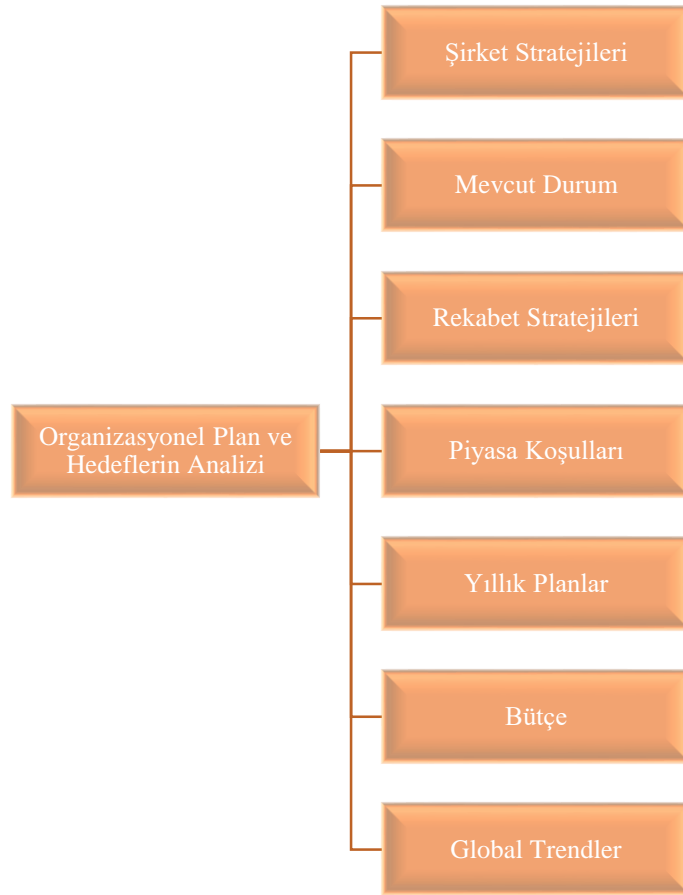 Şirket Stratejileri
Mevcut Durum
Rekabet Stratejileri
Organizasyonel Plan ve
Hedeflerin Analizi
Piyasa Koşulları
Yıllık Planlar
Bütçe
Global Trendler